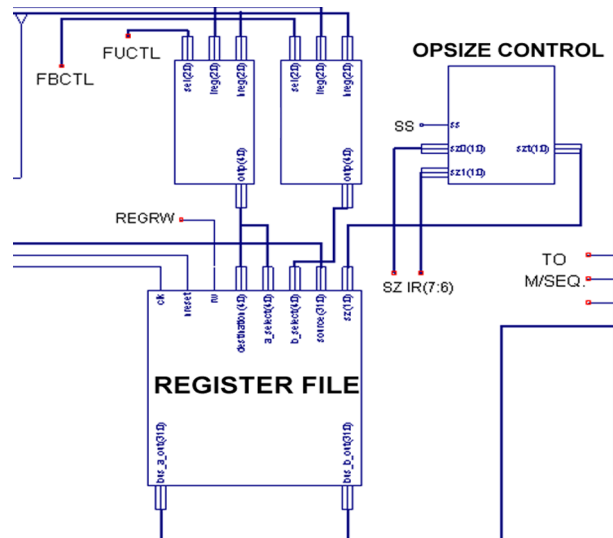 FUCTL
FBCTL
OPSIZE CONTROL
SS
ss
sz0(1:0)
sz1(1:0)
szt(1:0)
sel(2:0)
ireg(2:0)
ireg(2:0)
outp(4:0)
sel(2:0)
ireg(2:0)
ireg(2:0)
outp(4:0)
REGRW
SZ IR(7:6)
TO
M/SEQ.
clk
nreset
rw
destination(4:0)
a_select(4:0)
b_select(4:0)
source(31:0)
sz(1:0)
REGISTER FILE
bus_a_out(31:0)
bus_b_out(31:0)